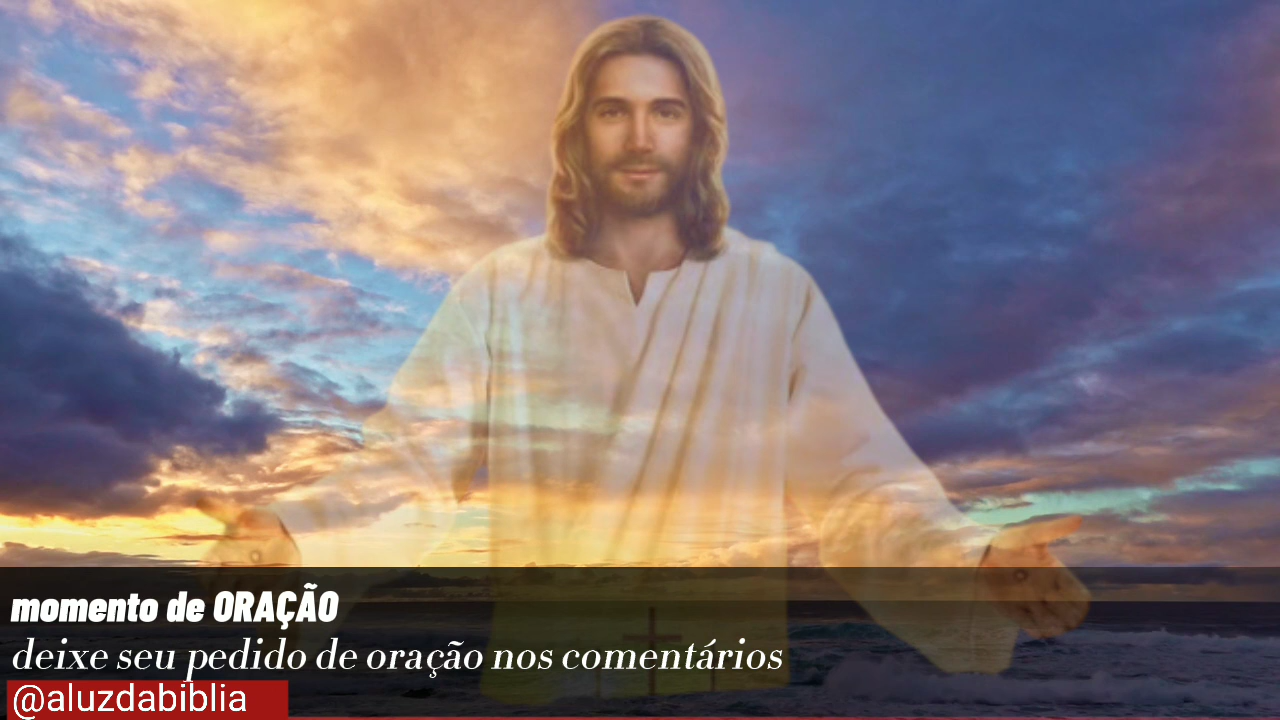 momento de ORAÇÃO
deixe seu pedido de oração nos comentários
@aluzdabiblia